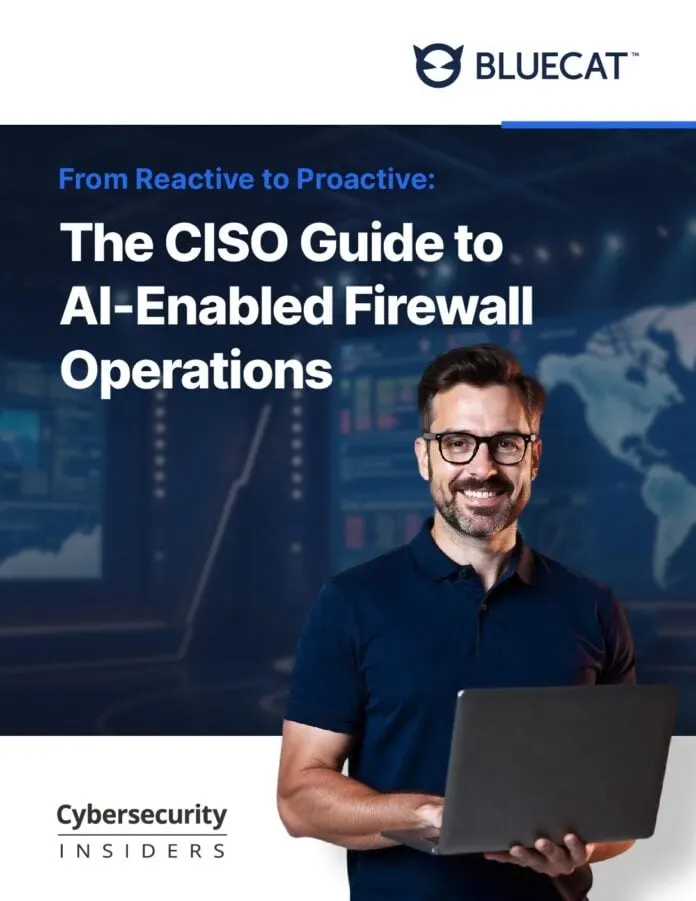 BLUECAT™
From Reactive to Proactive:
The CISO Guide to
AI-Enabled Firewall
Operations
Cybersecurity
INSIDERS